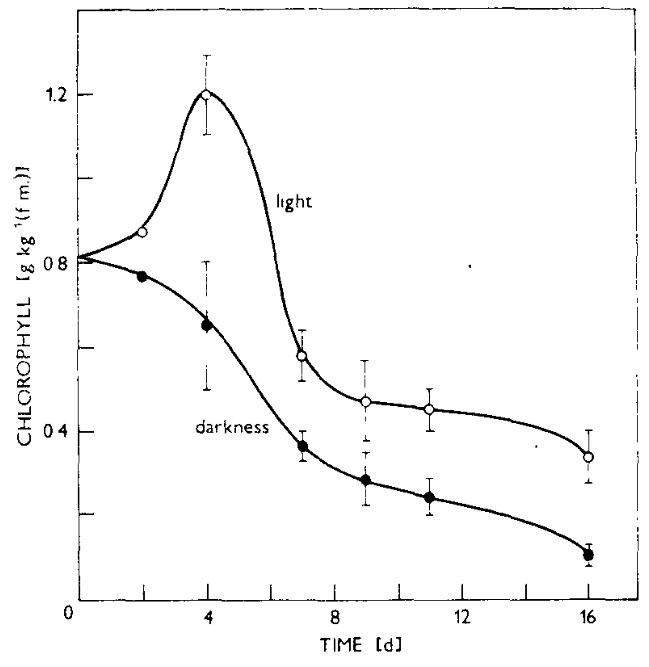 1.2
0.8
0.4
CHLOROPHYLL [g kg⁻¹(f m.)]
light
darkness
0 4 8 12 16
TIME [d]